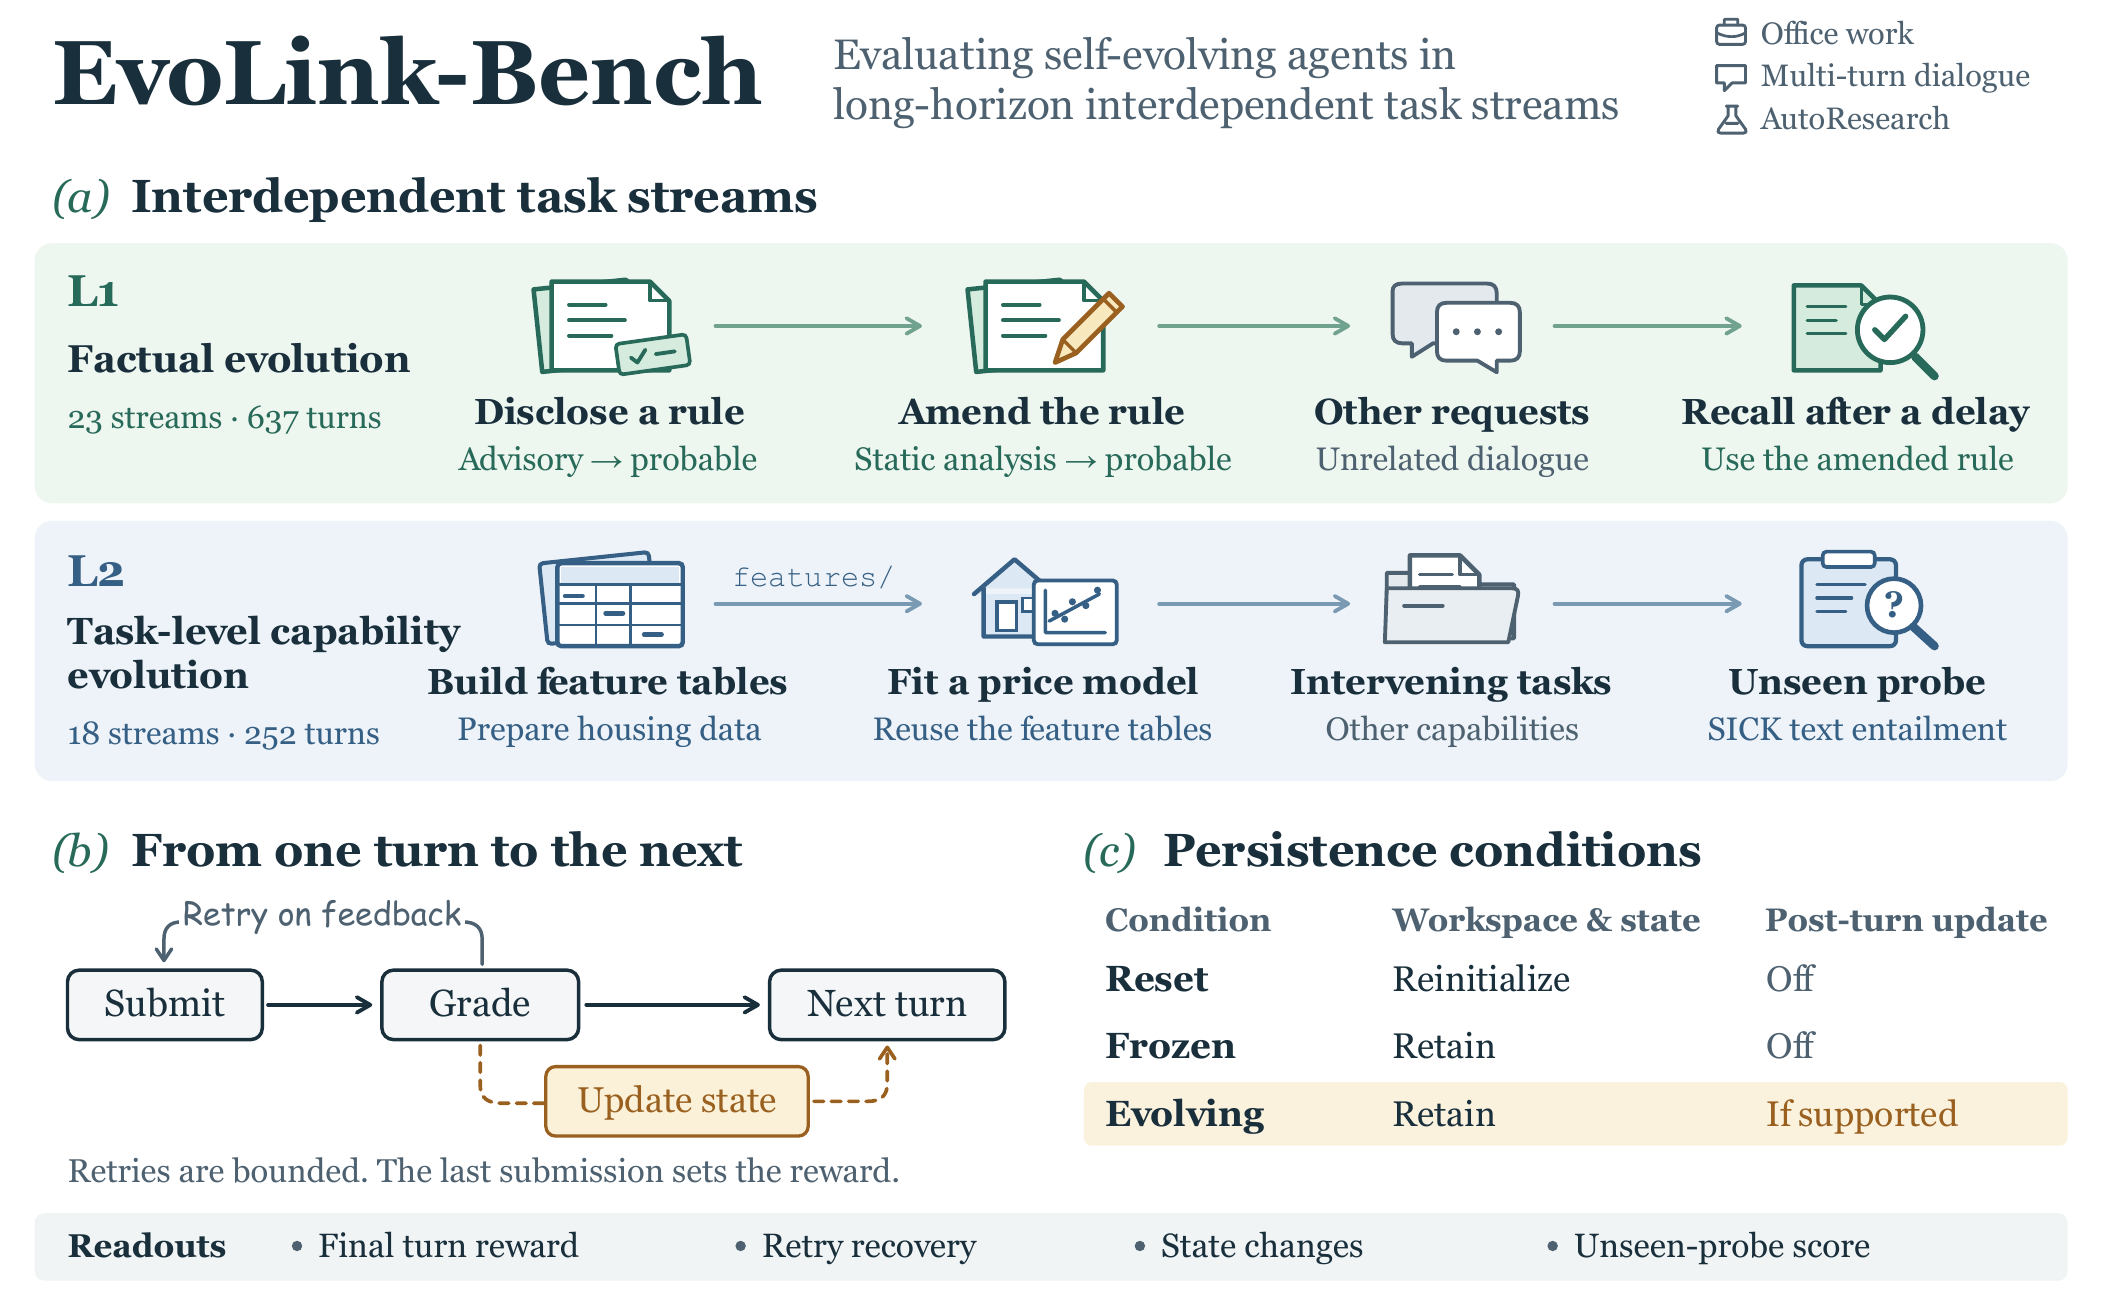 EvoLink-Bench
Evaluating self-evolving agents in
long-horizon interdependent task streams
Office work
Multi-turn dialogue
AutoResearch
(a) Interdependent task streams
L1
Factual evolution
23 streams · 637 turns
Disclose a rule
Advisory → probable
Amend the rule
Static analysis → probable
Other requests
Unrelated dialogue
Recall after a delay
Use the amended rule
L2
Task-level capability
evolution
18 streams · 252 turns
features/
Build feature tables
Prepare housing data
Fit a price model
Reuse the feature tables
Intervening tasks
Other capabilities
?
Unseen probe
SICK text entailment
(b) From one turn to the next
Retry on feedback
Submit
Grade
Next turn
Update state
Retries are bounded. The last submission sets the reward.
(c) Persistence conditions
Condition Workspace & state Post-turn update
Reset Reinitialize Off
Frozen Retain Off
Evolving Retain If supported
Readouts • Final turn reward • Retry recovery • State changes • Unseen-probe score